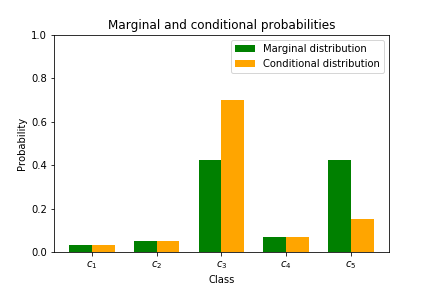 Marginal and conditional probabilities
1.0
0.8
0.6
0.4
0.2
0.0
Probability
Marginal distribution
Conditional distribution
c₁ c₂ c₃ c₄ c₅
Class